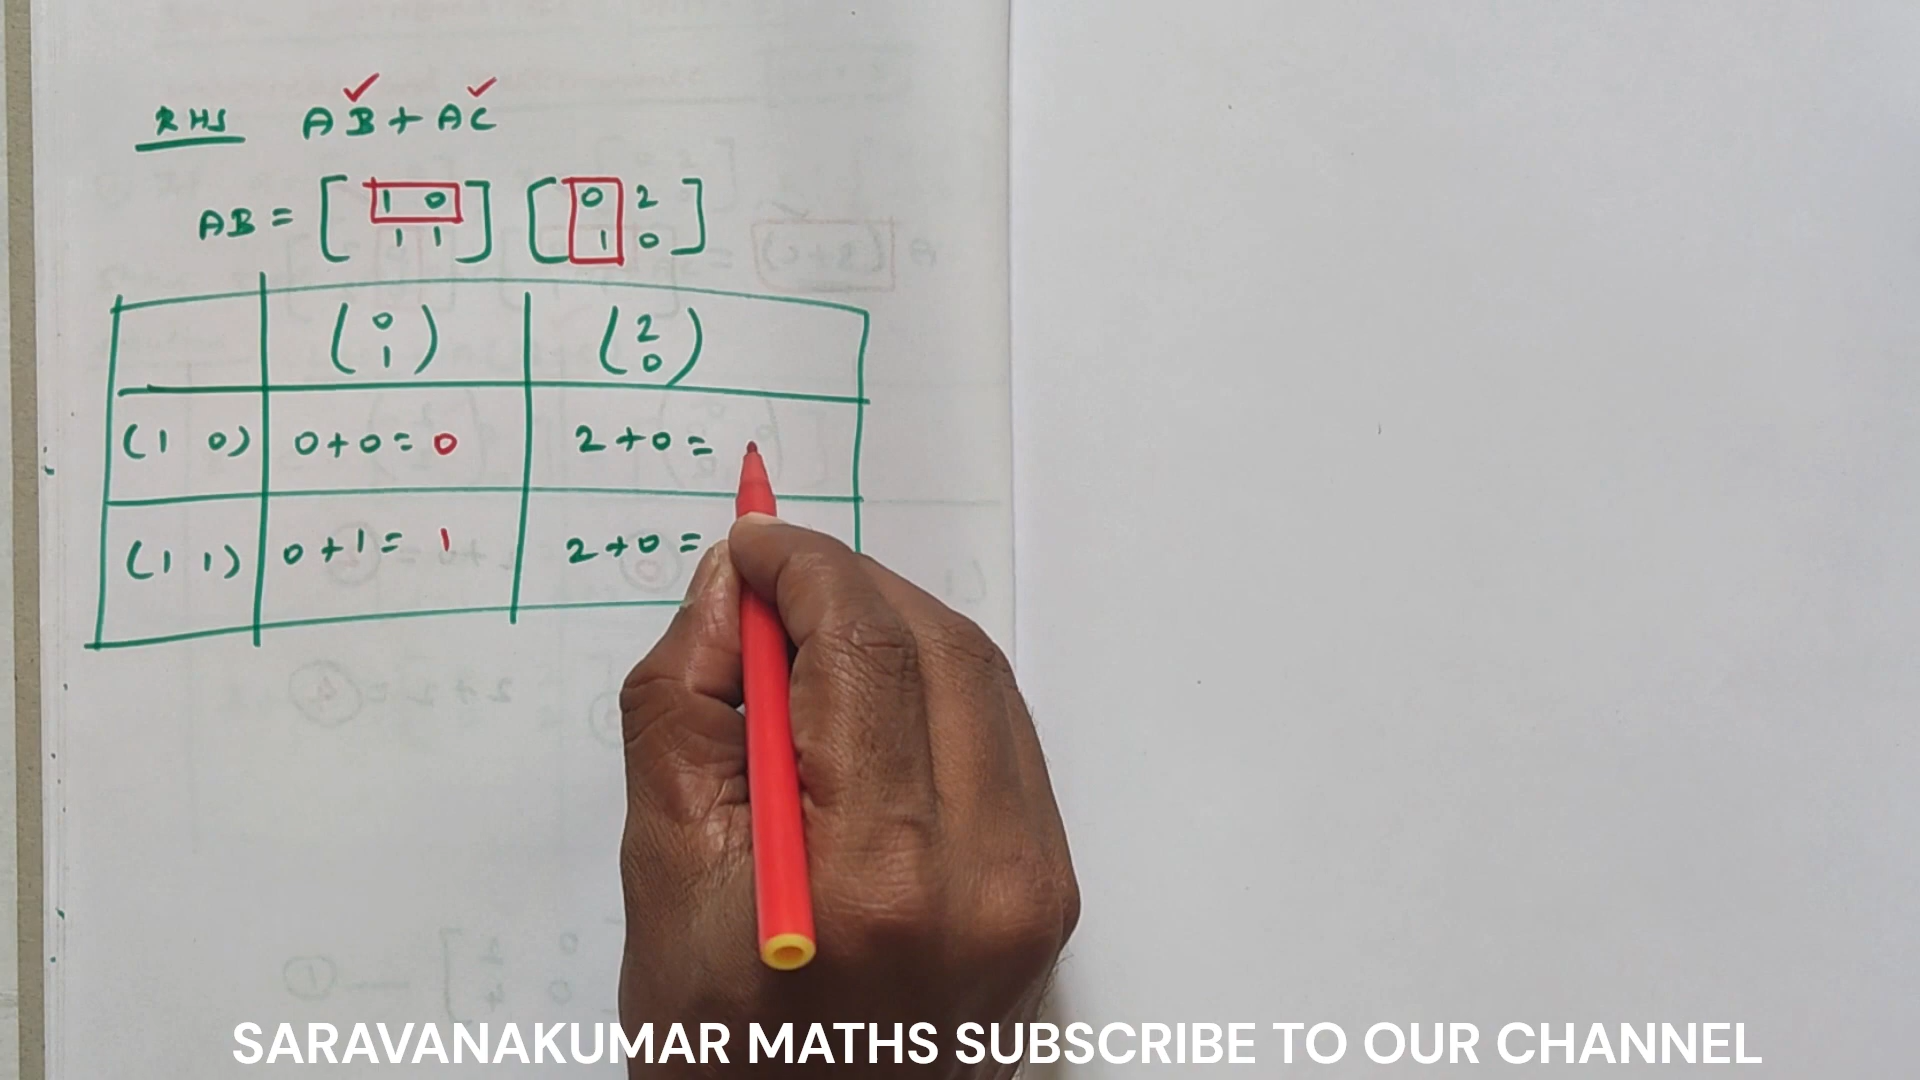 RHS AB + AC
AB = [ 1 0 ] [ 0 2 ]
[ 1 1 ] [ 1 0 ]
( 0 ) ( 2 )
( 1 ) ( 0 )
(1 0) 0+0= 0 2+0=
(1 1) 0+1= 1 2+0=
SARAVANAKUMAR MATHS SUBSCRIBE TO OUR CHANNEL